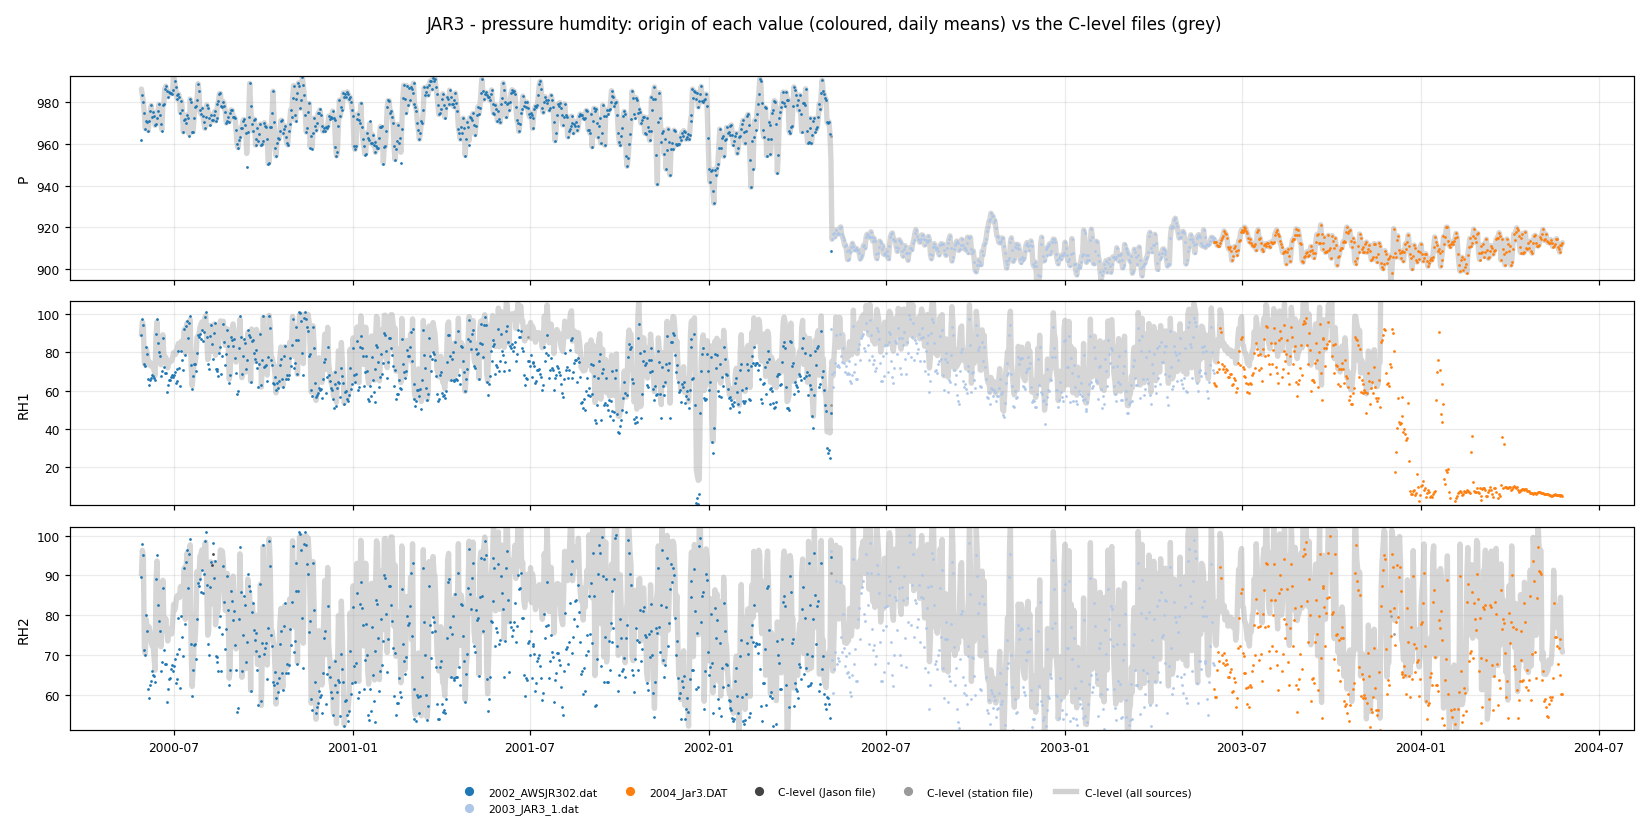 JAR3 - pressure humdity: origin of each value (coloured, daily means) vs the C-level files (grey)
980
960
940
920
900
P
100
80
60
40
20
RH1
100
90
80
70
60
RH2
2000-07 2001-01 2001-07 2002-01 2002-07 2003-01 2003-07 2004-01 2004-07
2002_AWSJR302.dat 2004_Jar3.DAT C-level (Jason file) C-level (station file) C-level (all sources)
2003_JAR3_1.dat